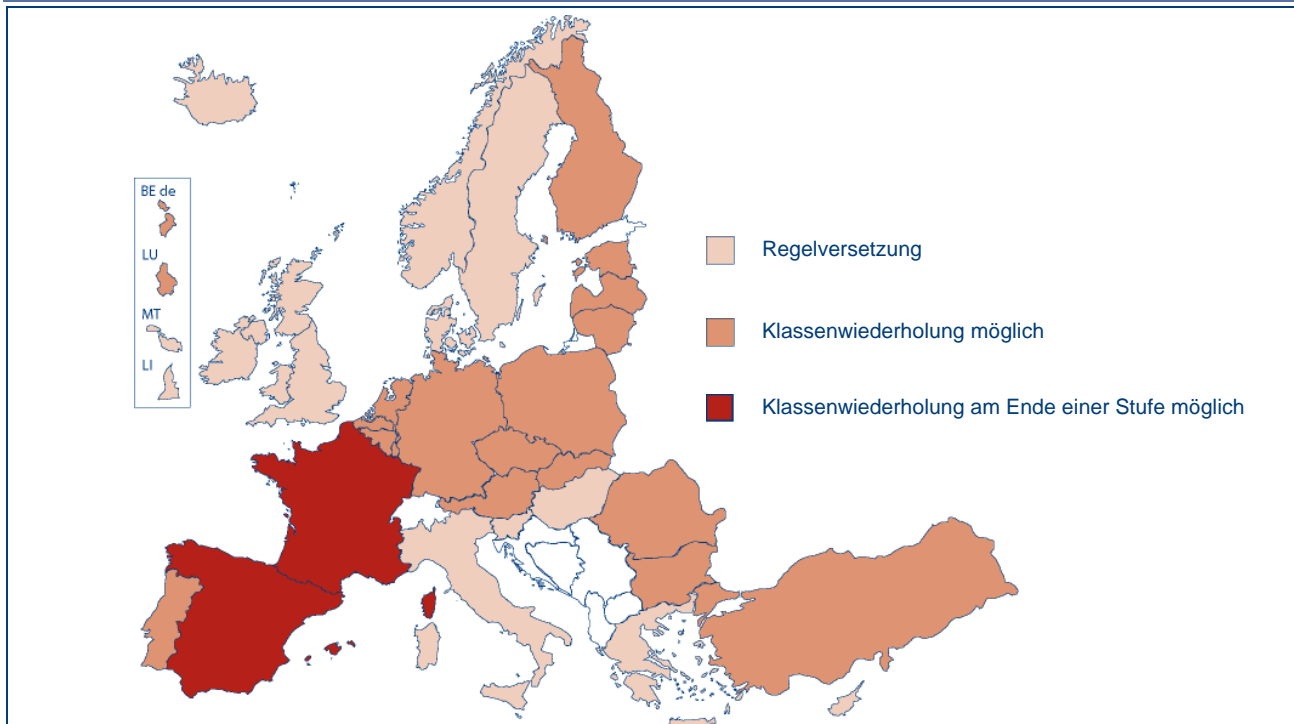 BE de
LU
MT
LI
Regelversetzung
Klassenwiederholung möglich
Klassenwiederholung am Ende einer Stufe möglich